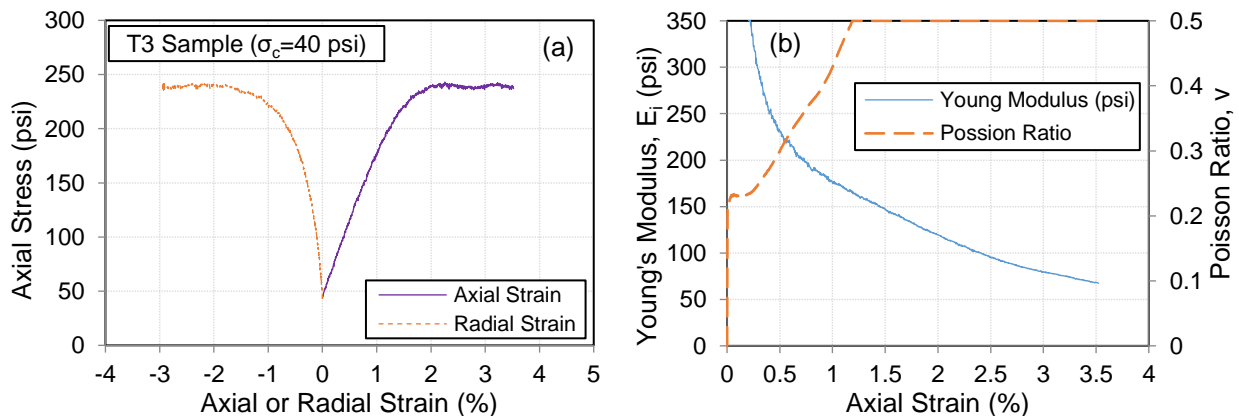 T3 Sample (σc=40 psi)
(a)
Axial Stress (psi)
300
250
200
150
100
50
0
-4 -3 -2 -1 0 1 2 3 4 5
Axial or Radial Strain (%)
Axial Strain
Radial Strain
(b)
Young's Modulus, Ei (psi)
350
300
250
200
150
100
50
0
0 0.5 1 1.5 2 2.5 3 3.5 4
Axial Strain (%)
Young Modulus (psi)
Possion Ratio
0.5
0.4
0.3
0.2
0.1
0
Poisson Ratio, v